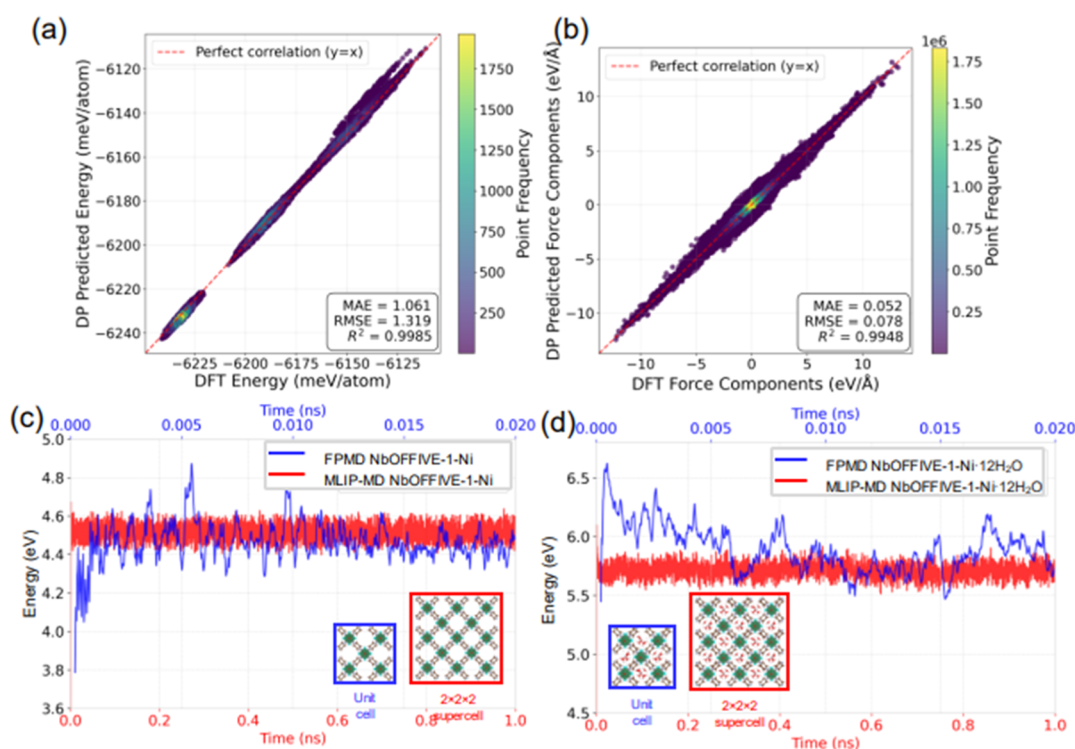 (a)
Perfect correlation (y=x)
DP Predicted Energy (meV/atom)
−6120
−6140
−6160
−6180
−6200
−6220
−6240
MAE = 1.061
RMSE = 1.319
R² = 0.9985
−6225 −6200 −6175 −6150 −6125
DFT Energy (meV/atom)
1750
1500
1250
1000
750
500
250
Point Frequency
(b)
Perfect correlation (y=x)
DP Predicted Force Components (eV/Å)
10
5
0
−5
−10
MAE = 0.052
RMSE = 0.078
R² = 0.9948
−10 −5 0 5 10
DFT Force Components (eV/Å)
1e6
1.75
1.50
1.25
1.00
0.75
0.50
0.25
Point Frequency
(c)
Time (ns)
0.000 0.005 0.010 0.015 0.020
FPMD NbOFFIVE-1-Ni
MLIP-MD NbOFFIVE-1-Ni
Energy (eV)
5.0
4.8
4.6
4.4
4.2
4.0
3.8
3.6
Unit
cell
2×2×2
supercell
0.0 0.2 0.4 0.6 0.8 1.0
Time (ns)
(d)
Time (ns)
0.000 0.005 0.010 0.015 0.020
FPMD NbOFFIVE-1-Ni·12H₂O
MLIP-MD NbOFFIVE-1-Ni·12H₂O
Energy (eV)
6.5
6.0
5.5
5.0
4.5
Unit
cell
2×2×2
supercell
0.0 0.2 0.4 0.6 0.8 1.0
Time (ns)